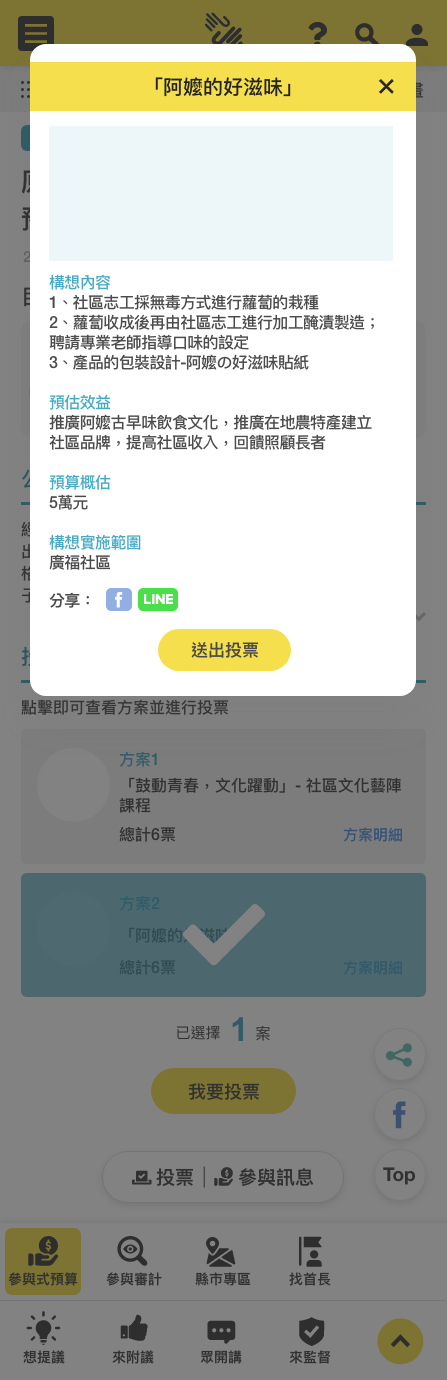 「阿嬤的好滋味」
構想內容
1、社區志工採無毒方式進行蘿蔔的栽種
2、蘿蔔收成後再由社區志工進行加工醃漬製造；
聘請專業老師指導口味的設定
3、產品的包裝設計-阿嬤の好滋味貼紙
預估效益
推廣阿嬤古早味飲食文化，推廣在地農特產建立
社區品牌，提高社區收入，回饋照顧長者
預算概估
5萬元
構想實施範圍
廣福社區
分享：
LINE
送出投票
點擊即可查看方案並進行投票
方案1
「鼓動青春，文化躍動」- 社區文化藝陣
課程
總計6票 方案明細
方案2
「阿嬤的
總計6票 方案明細
已選擇 1 案
我要投票
投票 | 參與訊息
Top
參與式預算 參與審計 縣市專區 找首長
想提議 來附議 眾開講 來監督